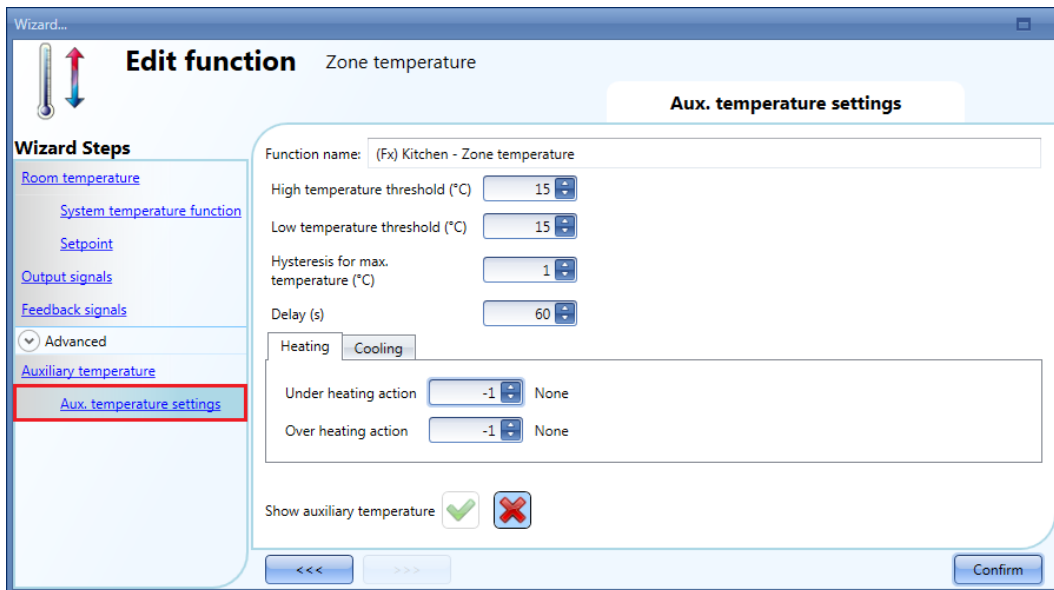 Wizard...
Edit function Zone temperature
Aux. temperature settings
Wizard Steps
Room temperature
System temperature function
Setpoint
Output signals
Feedback signals
Advanced
Auxiliary temperature
Aux. temperature settings
Function name: (Fx) Kitchen - Zone temperature
High temperature threshold (°C) 15
Low temperature threshold (°C) 15
Hysteresis for max.
temperature (°C) 1
Delay (s) 60
Heating Cooling
Under heating action -1 None
Over heating action -1 None
Show auxiliary temperature
<<< >>> Confirm